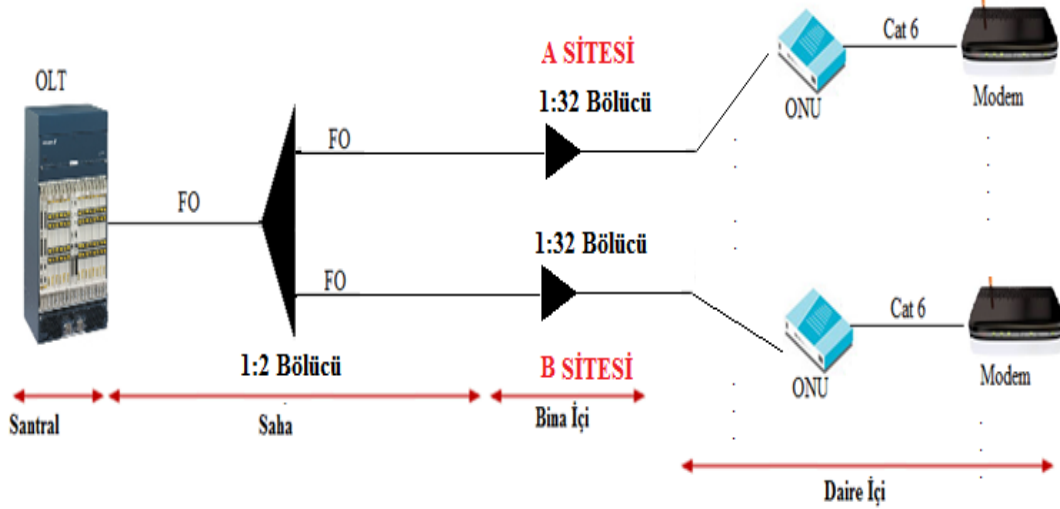 OLT
FO
1:2 Bölücü
FO
FO
A SİTESİ
1:32 Bölücü
1:32 Bölücü
B SİTESİ
ONU
Cat 6
Modem
ONU
Cat 6
Modem
Santral
Saha
Bina İçi
Daire İçi